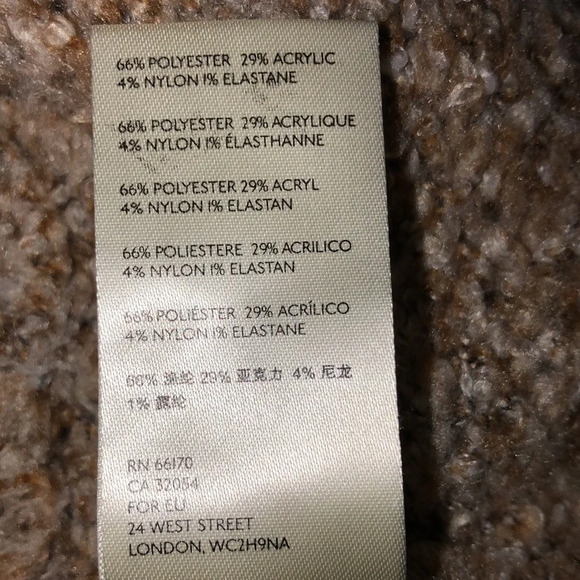 66% POLYESTER 29% ACRYLIC
4% NYLON 1% ELASTANE
66% POLYESTER 29% ACRYLIQUE
4% NYLON 1% ÉLASTHANNE
66% POLYESTER 29% ACRYL
4% NYLON 1% ELASTAN
66% POLIESTERE 29% ACRILICO
4% NYLON 1% ELASTAN
66% POLIÉSTER 29% ACRÍLICO
4% NYLON 1% ELASTANE
66% 涤纶 29% 亚克力 4% 尼龙
1%
RN 66170
CA 32054
FOR EU
24 WEST STREET
LONDON, WC2H9NA